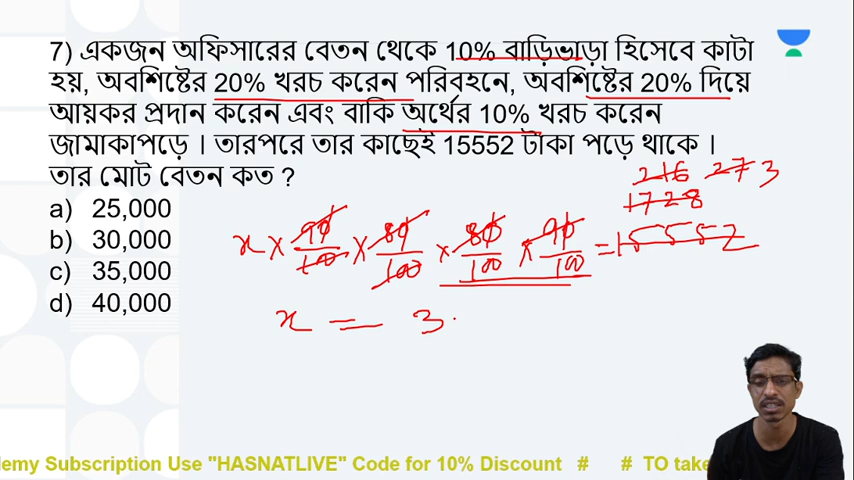 7) একজন অফিসারের বেতন থেকে 10% বাড়িভাড়া হিসেবে কাটা
হয়, অবশিষ্টের 20% খরচ করেন পরিবহনে, অবশিষ্টের 20% দিয়ে
আয়কর প্রদান করেন এবং বাকি অর্থের 10% খরচ করেন
জামাকাপড়ে । তারপরে তার কাছেই 15552 টাকা পড়ে থাকে ।
তার মোট বেতন কত ?
216 27 3
1728
a) 25,000
b) 30,000
c) 35,000
d) 40,000
x × 90/100 × 80/100 × 80/100 × 90/100 = 15552
x = 3
emy Subscription Use "HASNATLIVE" Code for 10% Discount # # TO take